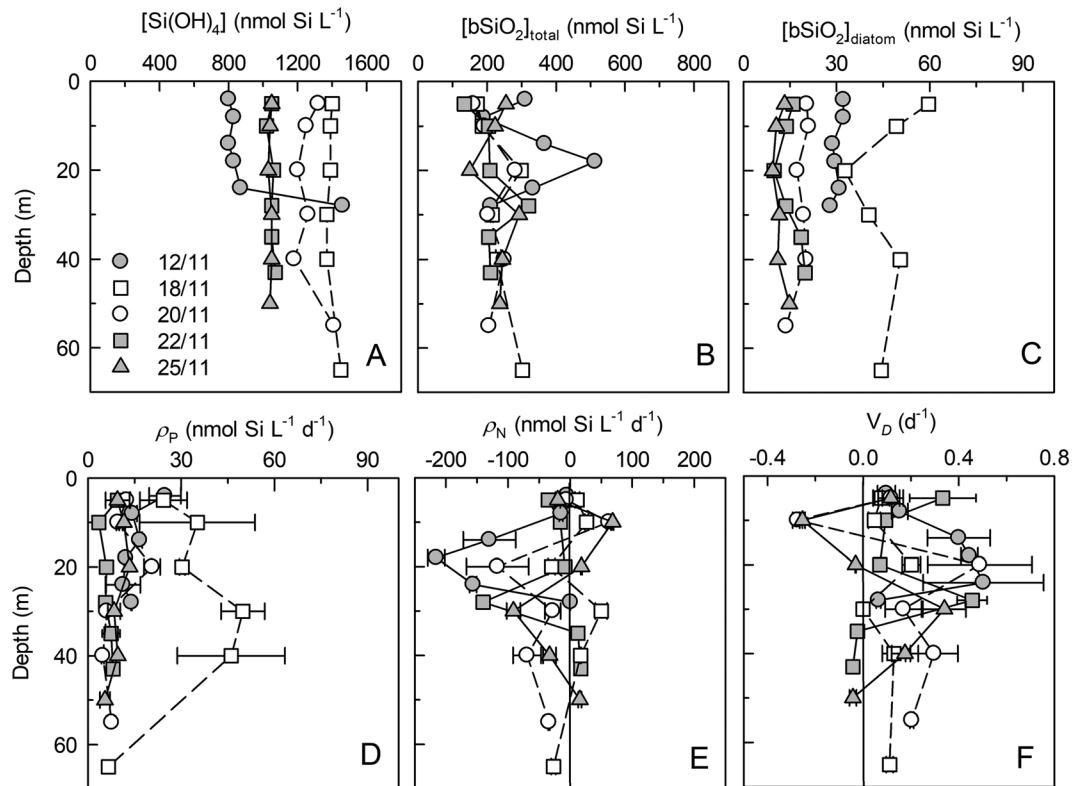 [Si(OH)₄] (nmol Si L⁻¹)
0 400 600 1200 1800
[bSiO₂]total (nmol Si L⁻¹)
0 200 400 600 900
[bSiO₂]diatom (nmol Si L⁻¹)
0 15 30 60 90
Depth (m)
0
20
40
60
12/11
18/11
20/11
22/11
25/11
A
B
C
ρP (nmol Si L⁻¹ d⁻¹)
0 30 60 90
ρN (nmol Si L⁻¹ d⁻¹)
-200 -100 0 100 200
VD (d⁻¹)
-0.4 0.0 0.4 0.8
Depth (m)
0
20
40
60
D
E
F